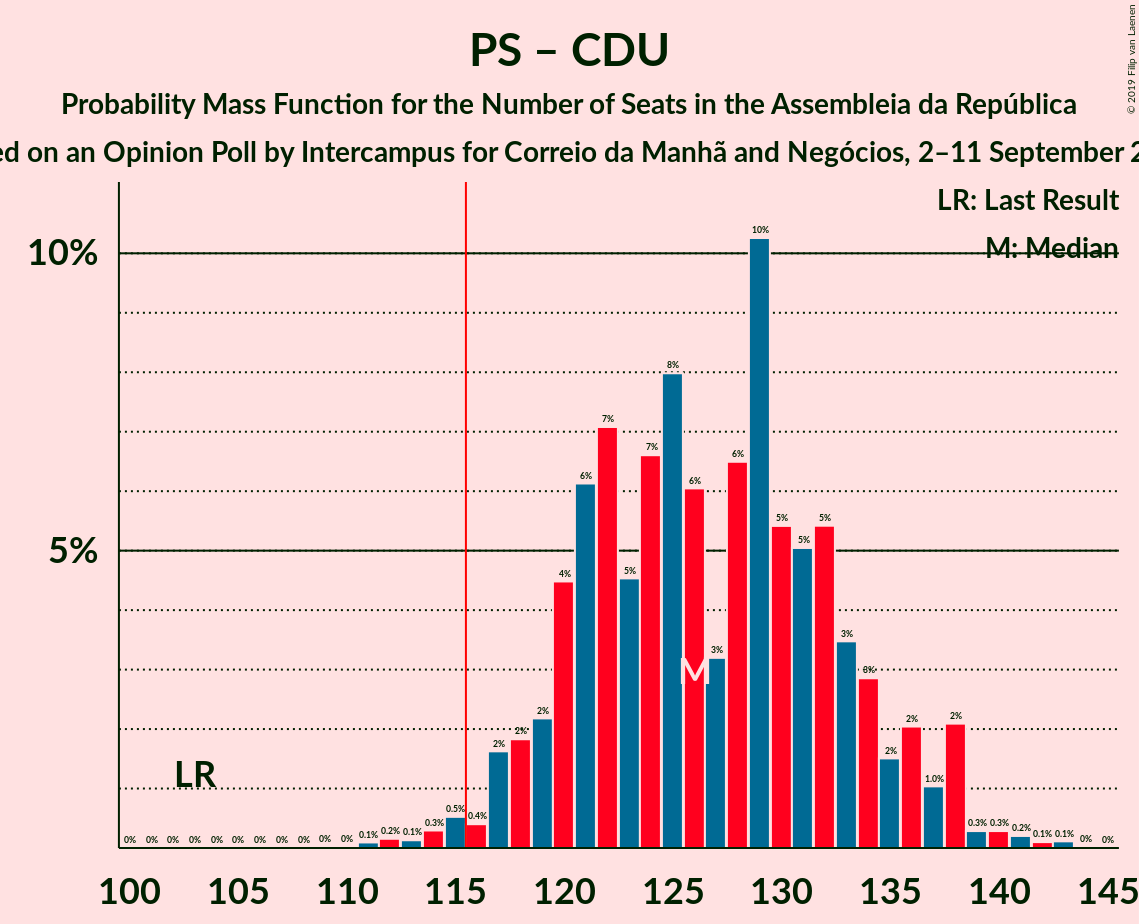 PS – CDU
Probability Mass Function for the Number of Seats in the Assembleia da República
on an Opinion Poll by Intercampus for Correio da Manhã and Negócios, 2–11 September
© 2019 Filip van Laenen
LR: Last Result
M: Median
10%
5%
LR
M
0% 0% 0% 0% 0% 0% 0% 0% 0% 0% 0% 0.1% 0.2% 0.1% 0.3% 0.5% 0.4% 2% 2% 2% 4% 6% 7% 5% 7% 8% 6% 3% 6% 10% 5% 5% 5% 3% 3% 2% 2% 1.0% 2% 0.3% 0.3% 0.2% 0.1% 0.1% 0% 0%
100 105 110 115 120 125 130 135 140 145